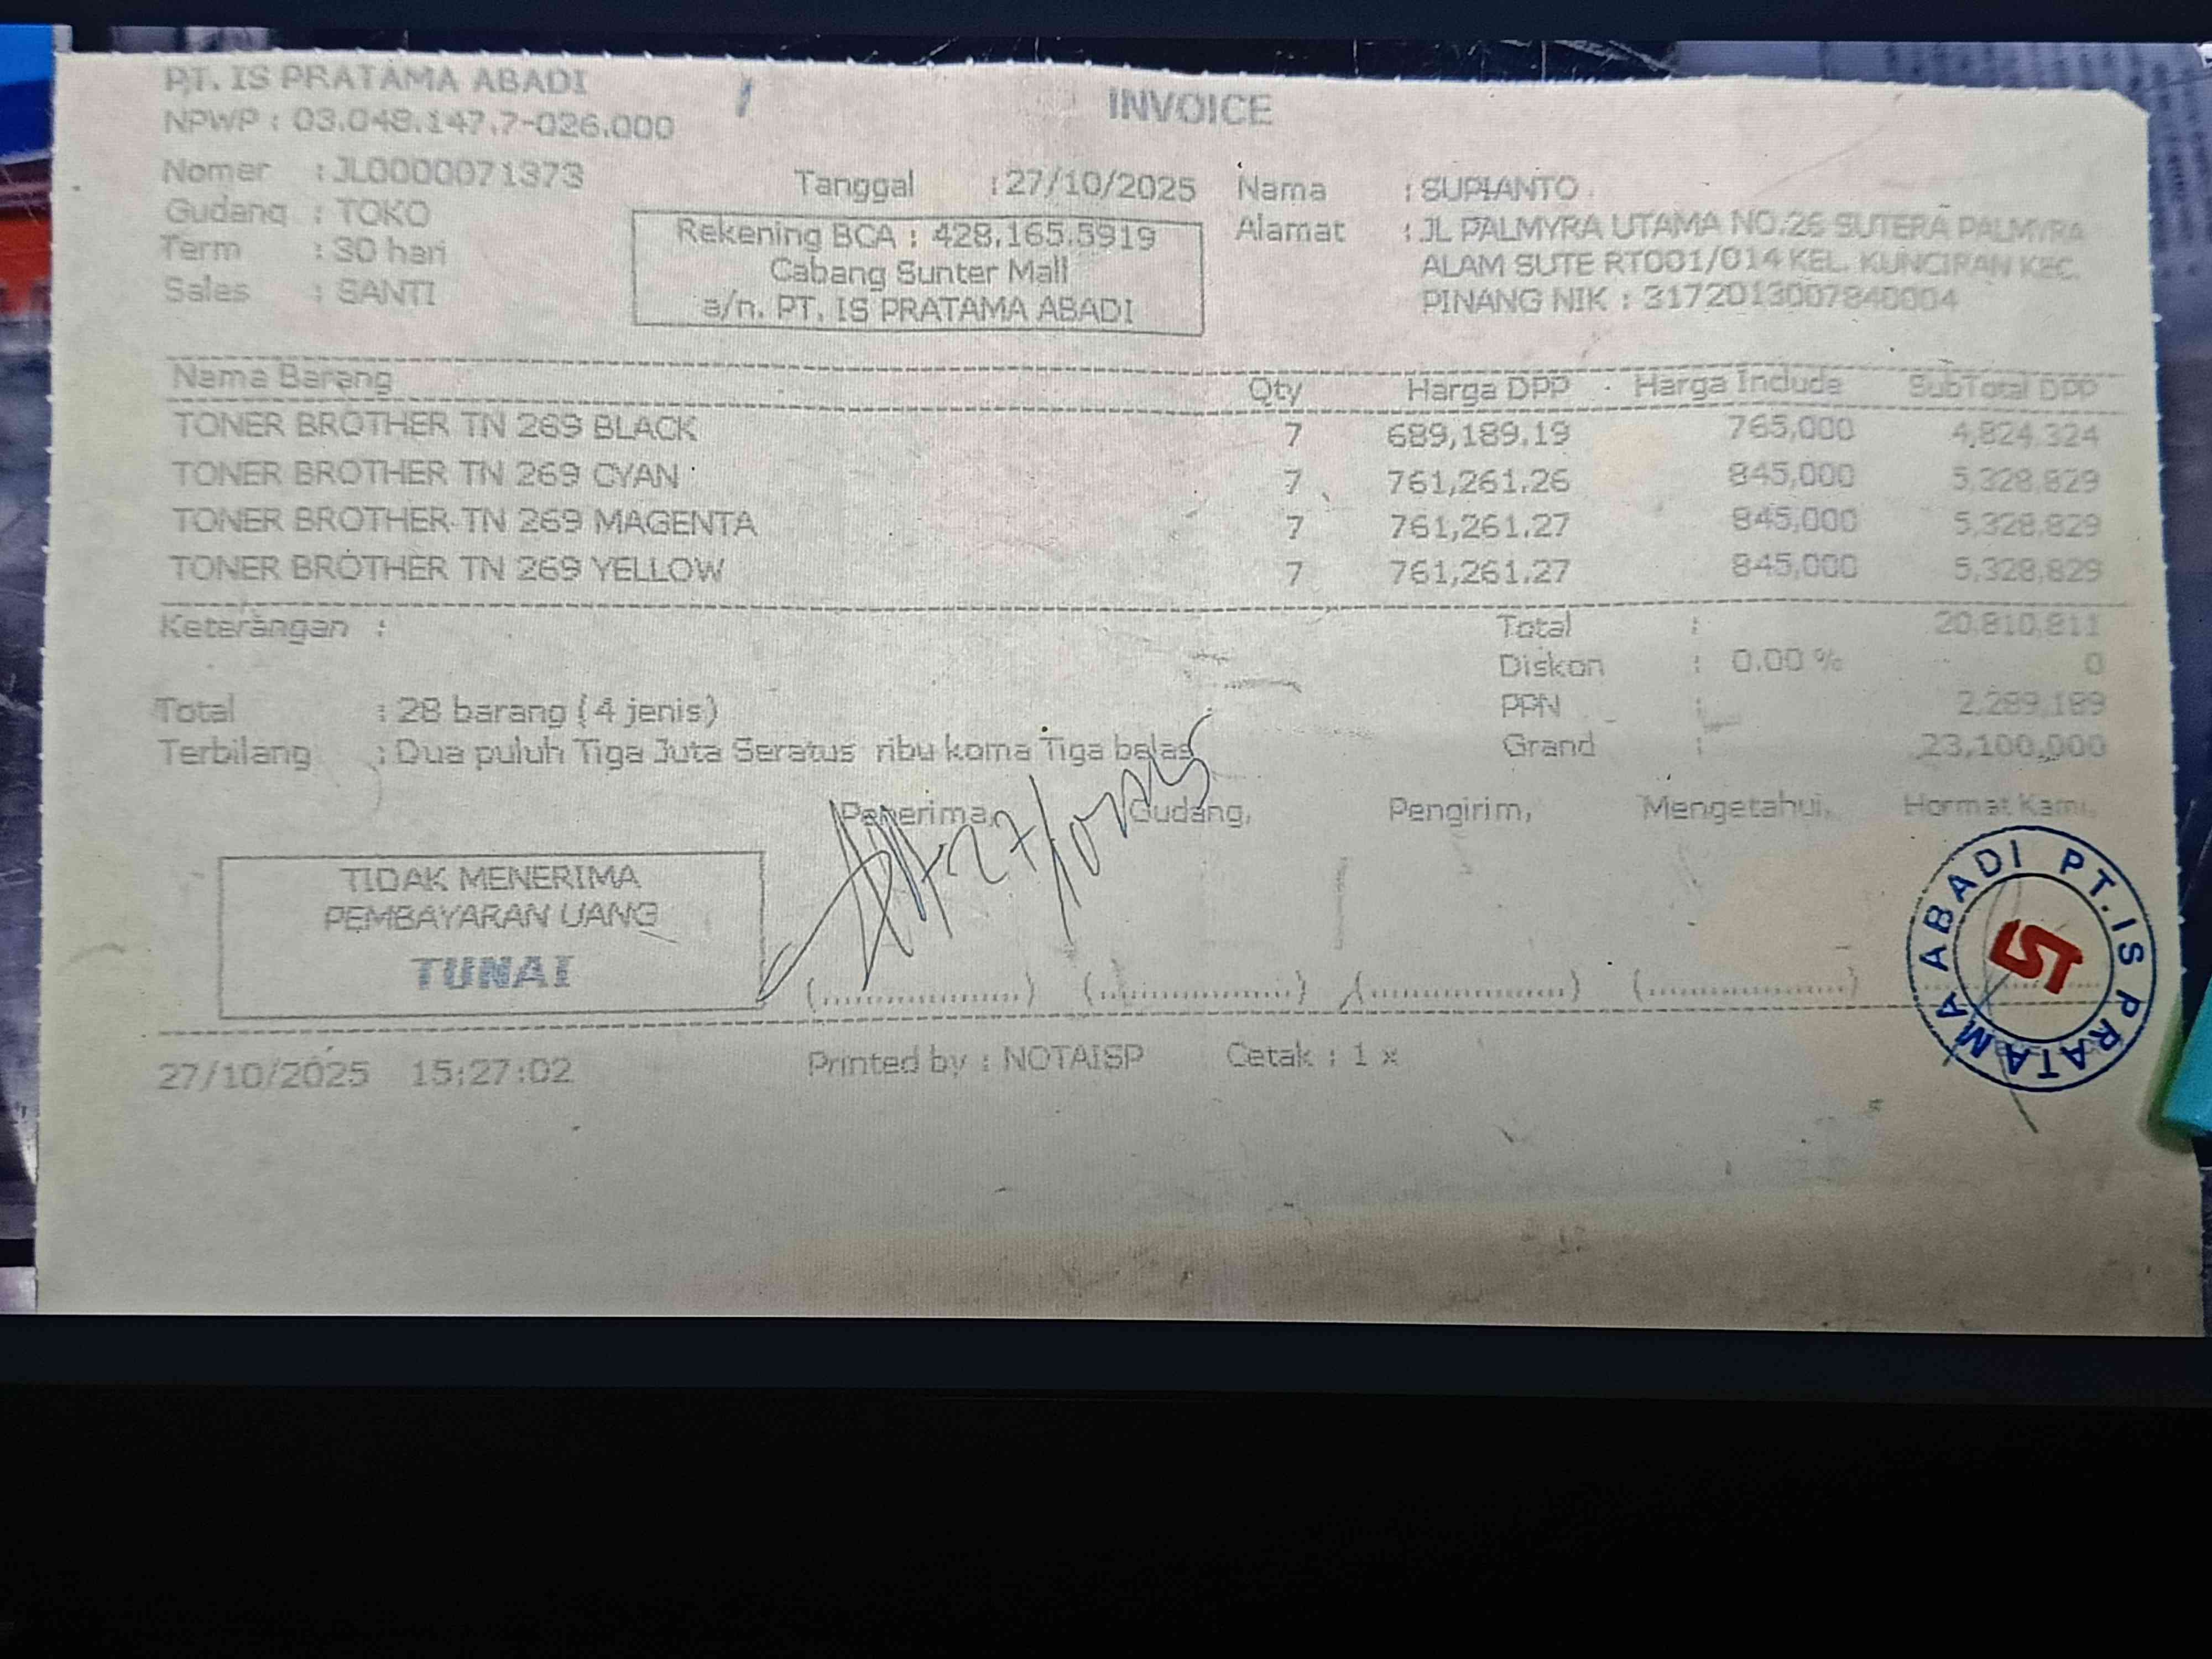 PT. IS PRATAMA ABADI
NPWP : 03.048.147.7-026.000
INVOICE
Nomer : JL0000071373
Gudang : TOKO
Term : 30 hari
Sales : SANTI
Tanggal : 27/10/2025
Rekening BCA : 428.165.5919
Cabang Sunter Mall
a/n. PT. IS PRATAMA ABADI
Nama : SUPIANTO
Alamat : JL PALMYRA UTAMA NO.26 SUTERA PALMYRA
ALAM SUTE RT001/014 KEL. KUNCIRAN KEC.
PINANG NIK : 3172013007840004
Nama Barang Qty Harga DPP Harga Include SubTotal DPP
TONER BROTHER TN 269 BLACK 7 689,189.19 765,000 4,824,324
TONER BROTHER TN 269 CYAN 7 761,261.26 845,000 5,328,829
TONER BROTHER TN 269 MAGENTA 7 761,261.27 845,000 5,328,829
TONER BROTHER TN 269 YELLOW 7 761,261.27 845,000 5,328,829
Keterangan :
Total : 20,810,811
Diskon : 0.00 % 0
PPN : 2,289,189
Grand : 23,100,000
Total : 28 barang (4 jenis)
Terbilang : Dua puluh Tiga Juta Seratus ribu koma Tiga belas
Penerima, Gudang, Pengirim, Mengetahui, Hormat Kami,
27/10 2025
TIDAK MENERIMA
PEMBAYARAN UANG
TUNAI
(....................) (....................) (....................) (....................)
PT. IS PRATAMA ABADI
27/10/2025 15:27:02 Printed by : NOTAISP Cetak : 1 x